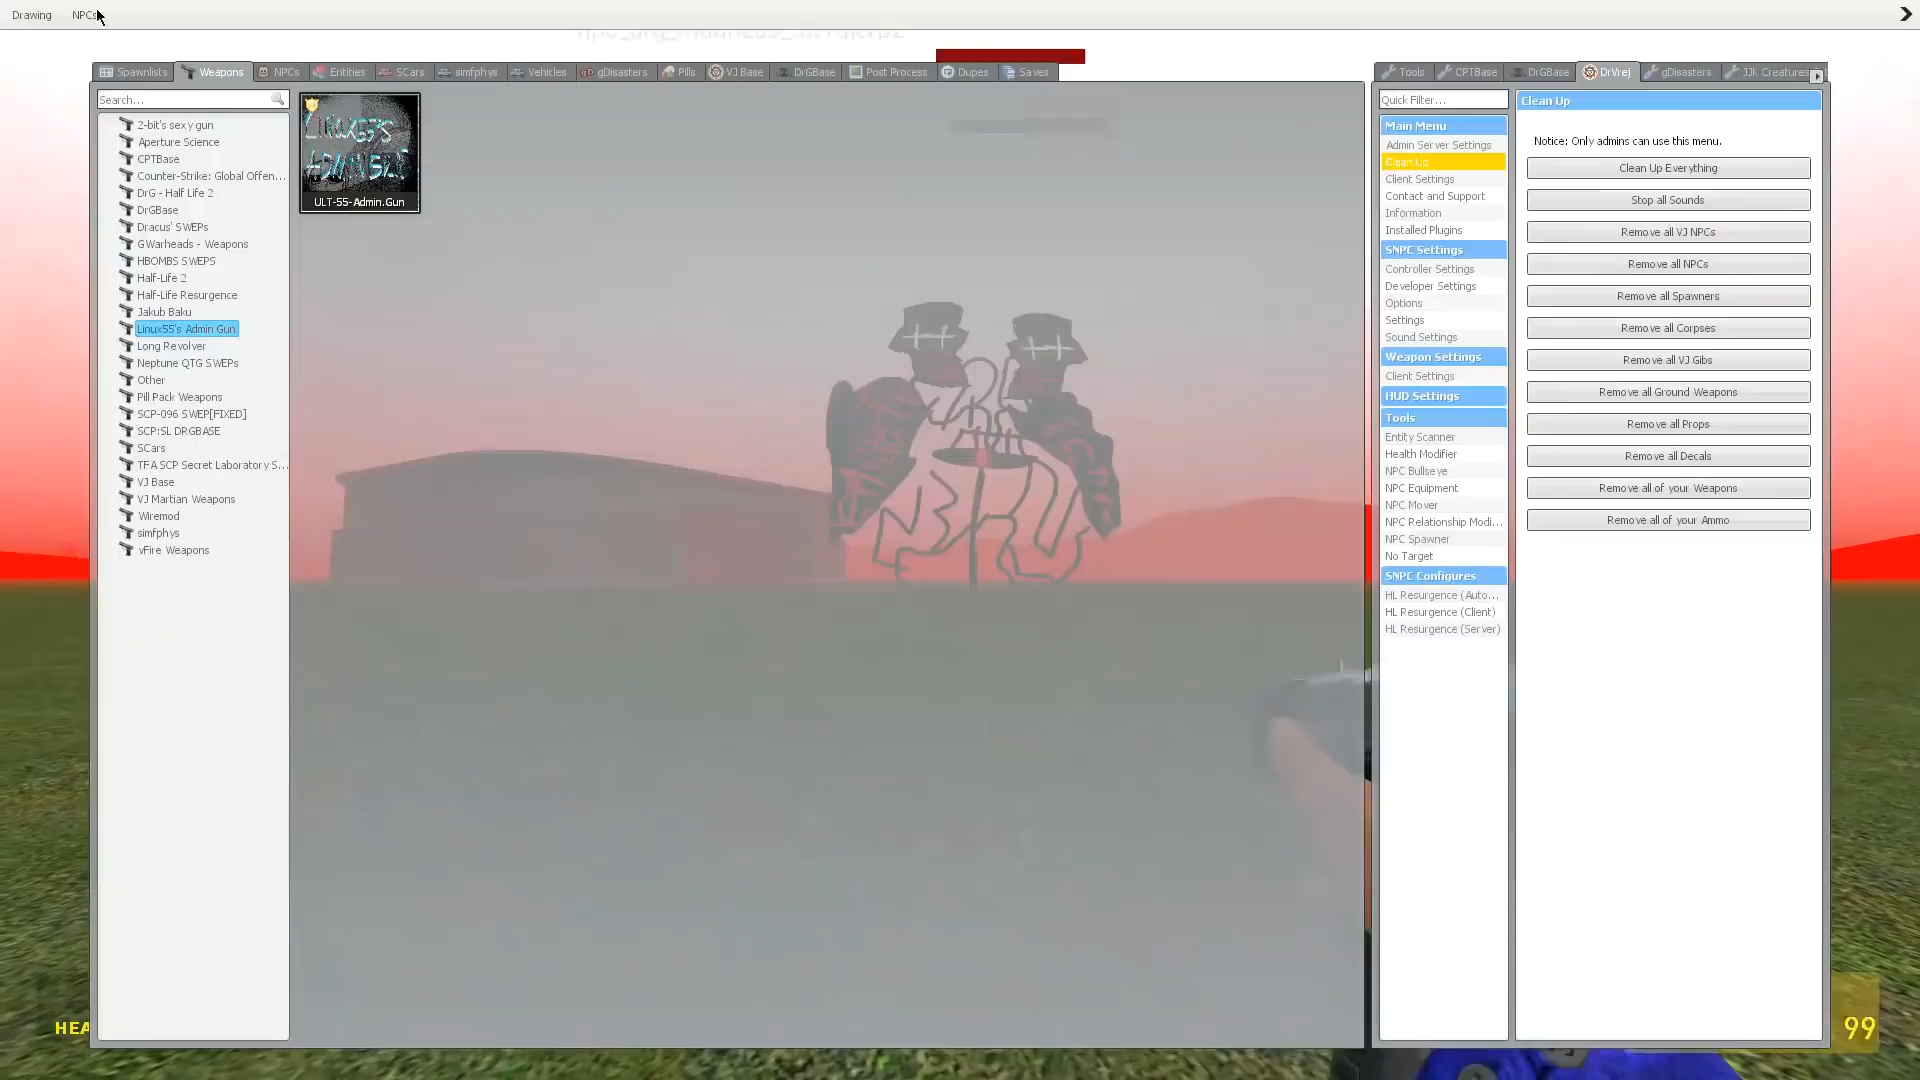 Drawing NPCs
Spawnlists Weapons NPCs Entities SCars simfphys Vehicles gDisasters Pills VJ Base DrGBase Post Process Dupes Saves
Tools CPTBase DrGBase DrVrej gDisasters JJK Creatures
Search...
2-bit's sexy gun
Aperture Science
CPTBase
Counter-Strike: Global Offen...
DrG - Half Life 2
DrGBase
Dracus' SWEPs
GWarheads - Weapons
HBOMBS SWEPS
Half-Life 2
Half-Life Resurgence
Jakub Baku
Linux55's Admin Gun
Long Revolver
Neptune QTG SWEPs
Other
Pill Pack Weapons
SCP-096 SWEP[FIXED]
SCP:SL DRGBASE
SCars
TFA SCP Secret Laboratory S...
VJ Base
VJ Martian Weapons
Wiremod
simfphys
vFire Weapons
LINUX55'S
ULT-55-Admin.Gun
Quick Filter...
Main Menu
Admin Server Settings
Clean Up
Client Settings
Contact and Support
Information
Installed Plugins
SNPC Settings
Controller Settings
Developer Settings
Options
Settings
Sound Settings
Weapon Settings
Client Settings
HUD Settings
Tools
Entity Scanner
Health Modifier
NPC Bullseye
NPC Equipment
NPC Mover
NPC Relationship Modi...
NPC Spawner
No Target
SNPC Configures
HL Resurgence (Auto...
HL Resurgence (Client)
HL Resurgence (Server)
Clean Up
Notice: Only admins can use this menu.
Clean Up Everything
Stop all Sounds
Remove all VJ NPCs
Remove all NPCs
Remove all Spawners
Remove all Corpses
Remove all VJ Gibs
Remove all Ground Weapons
Remove all Props
Remove all Decals
Remove all of your Weapons
Remove all of your Ammo
HEA
99